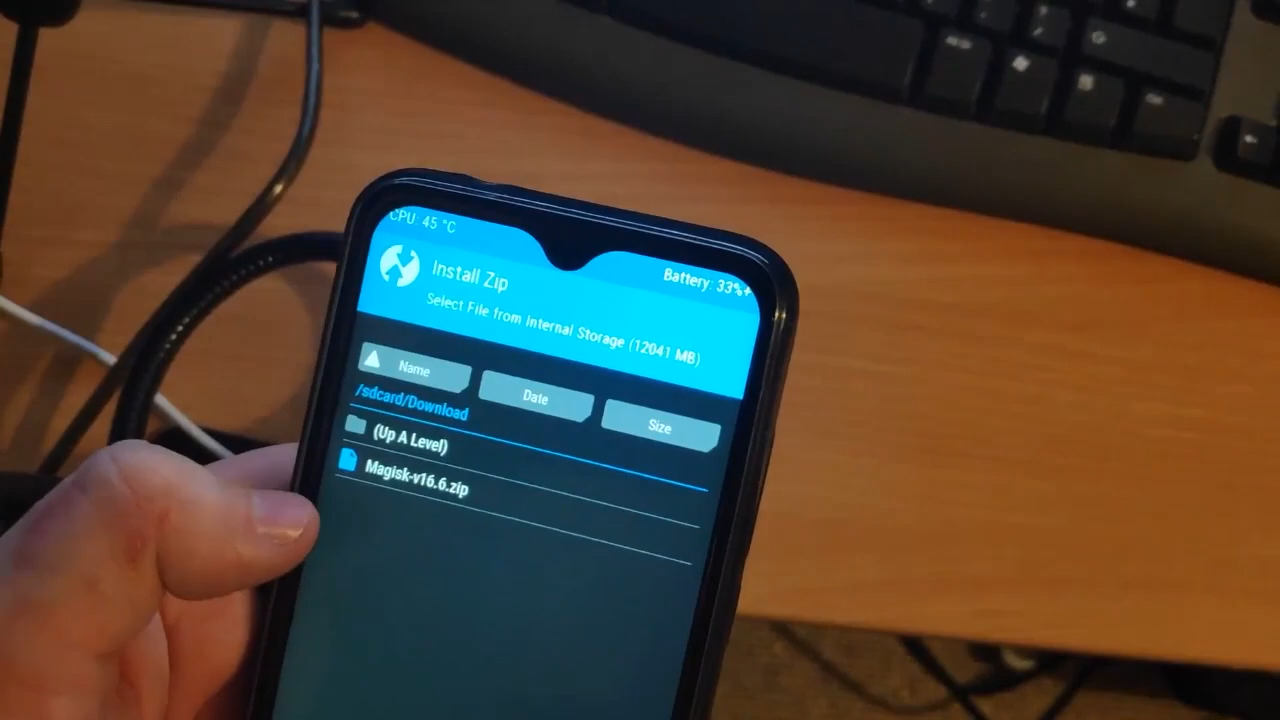 CPU: 45 °C
Battery: 33%+
Install Zip
Select File from Internal Storage (12041 MB)
Name Date Size
/sdcard/Download
(Up A Level)
Magisk-v16.6.zip